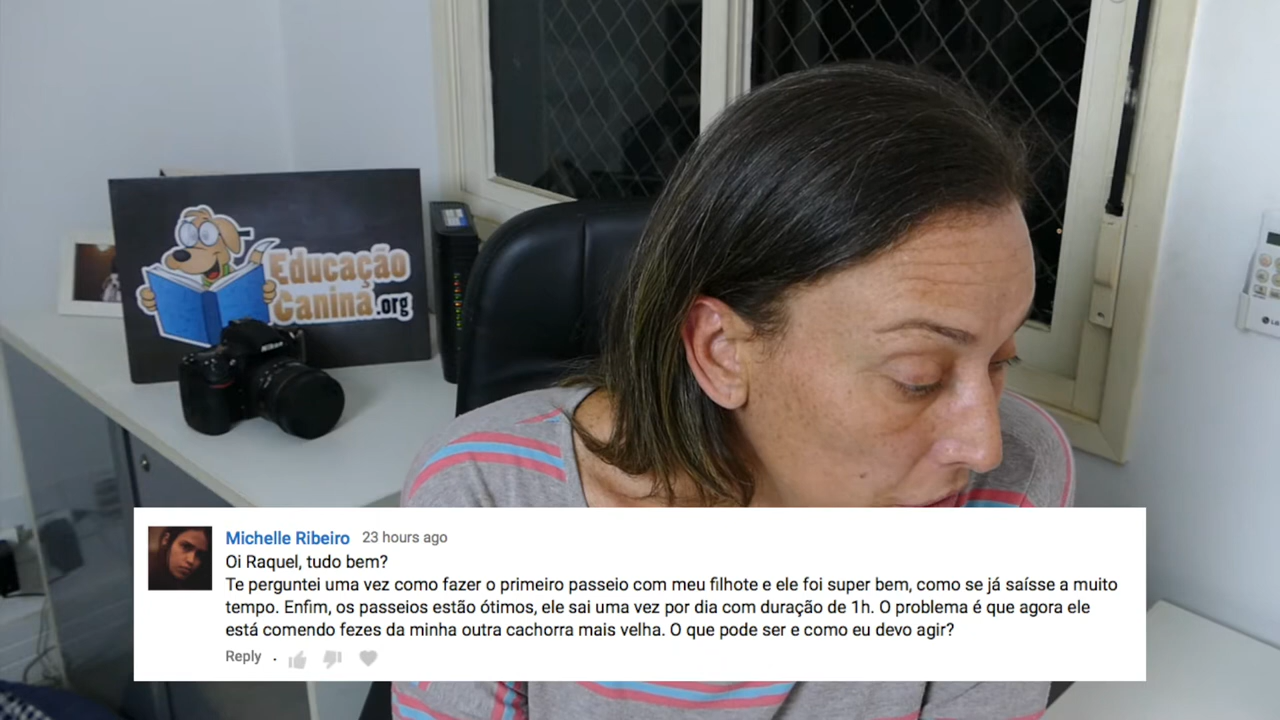 Educação
Canina.org
Nikon
LG
Michelle Ribeiro 23 hours ago
Oi Raquel, tudo bem?
Te perguntei uma vez como fazer o primeiro passeio com meu filhote e ele foi super bem, como se já saísse a muito
tempo. Enfim, os passeios estão ótimos, ele sai uma vez por dia com duração de 1h. O problema é que agora ele
está comendo fezes da minha outra cachorra mais velha. O que pode ser e como eu devo agir?
Reply